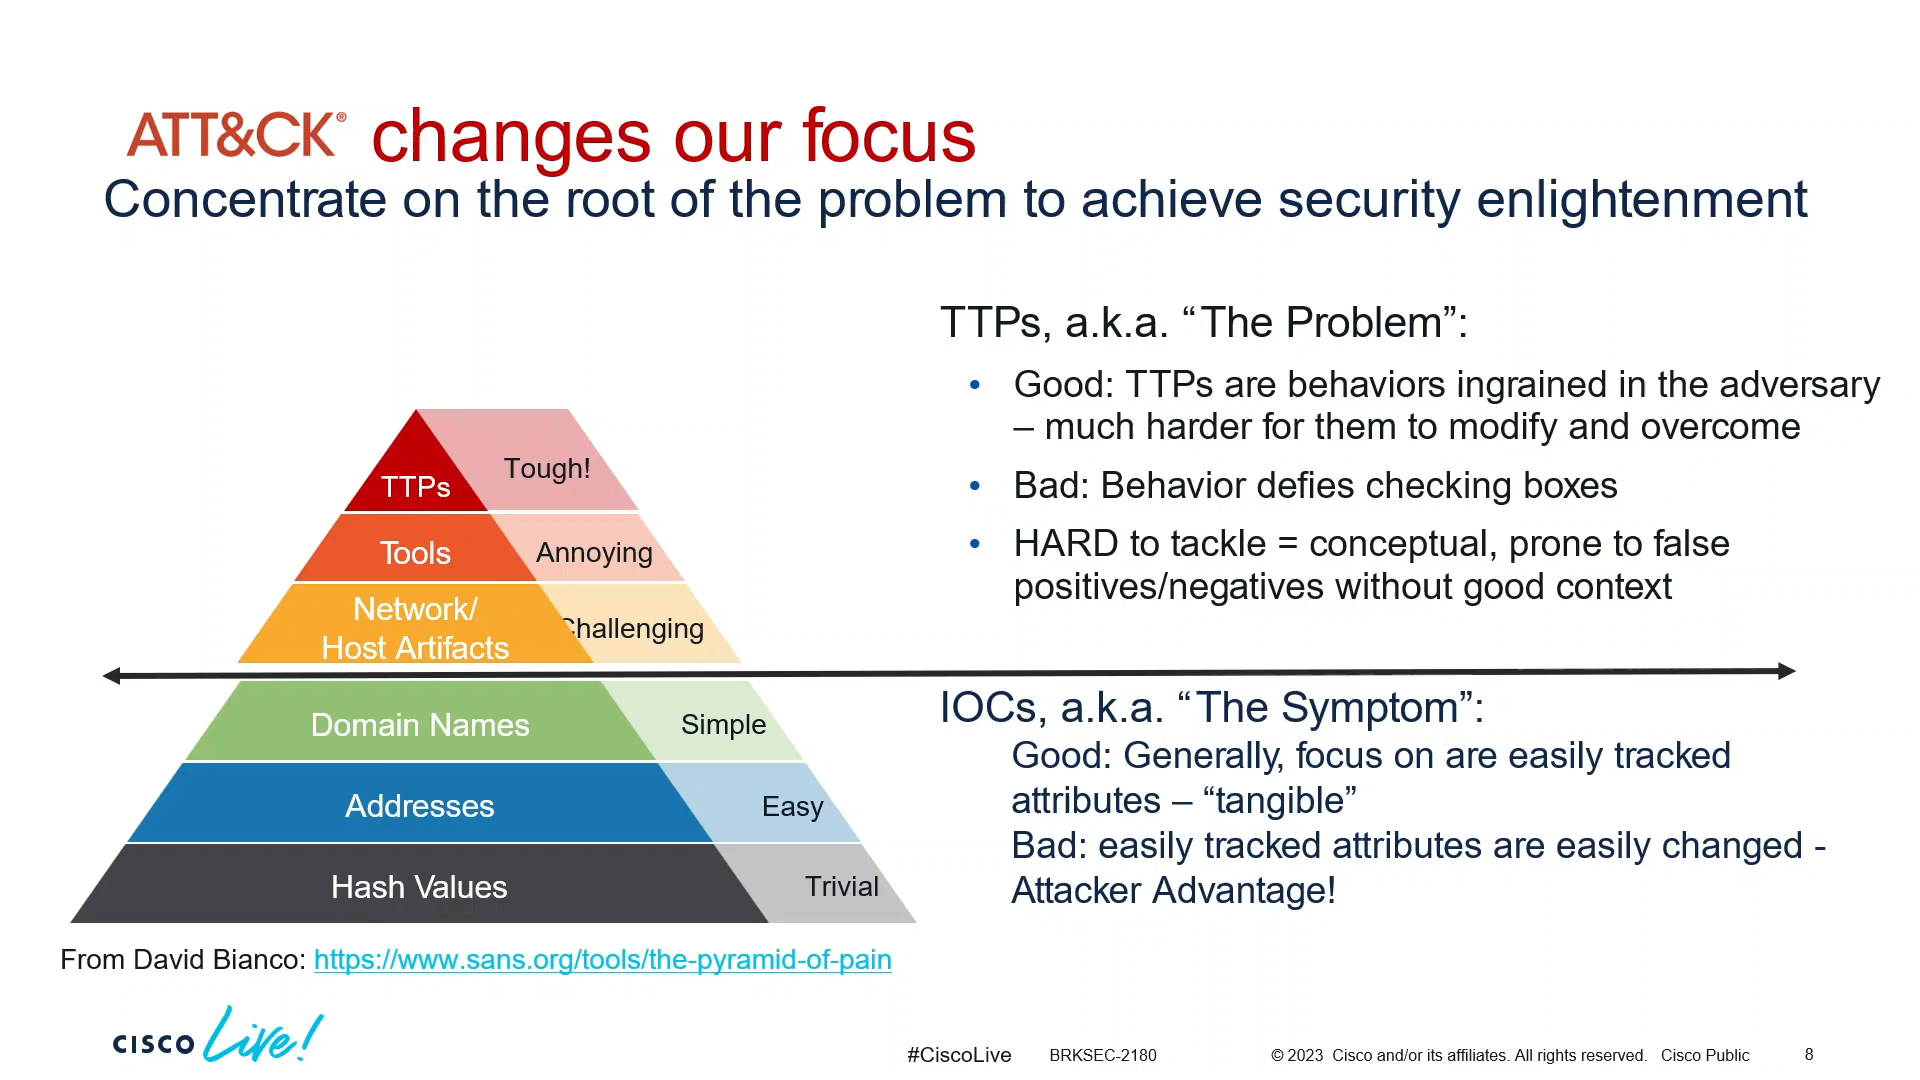 ATT&CK® changes our focus
Concentrate on the root of the problem to achieve security enlightenment
TTPs, a.k.a. “The Problem”:
• Good: TTPs are behaviors ingrained in the adversary
– much harder for them to modify and overcome
• Bad: Behavior defies checking boxes
• HARD to tackle = conceptual, prone to false
positives/negatives without good context
TTPs
Tough!
Tools
Annoying
Network/
Host Artifacts
Challenging
Domain Names
Simple
Addresses
Easy
Hash Values
Trivial
IOCs, a.k.a. “The Symptom”:
Good: Generally, focus on are easily tracked
attributes – “tangible”
Bad: easily tracked attributes are easily changed -
Attacker Advantage!
From David Bianco: https://www.sans.org/tools/the-pyramid-of-pain
CISCO Live!
#CiscoLive
BRKSEC-2180
© 2023 Cisco and/or its affiliates. All rights reserved. Cisco Public
8